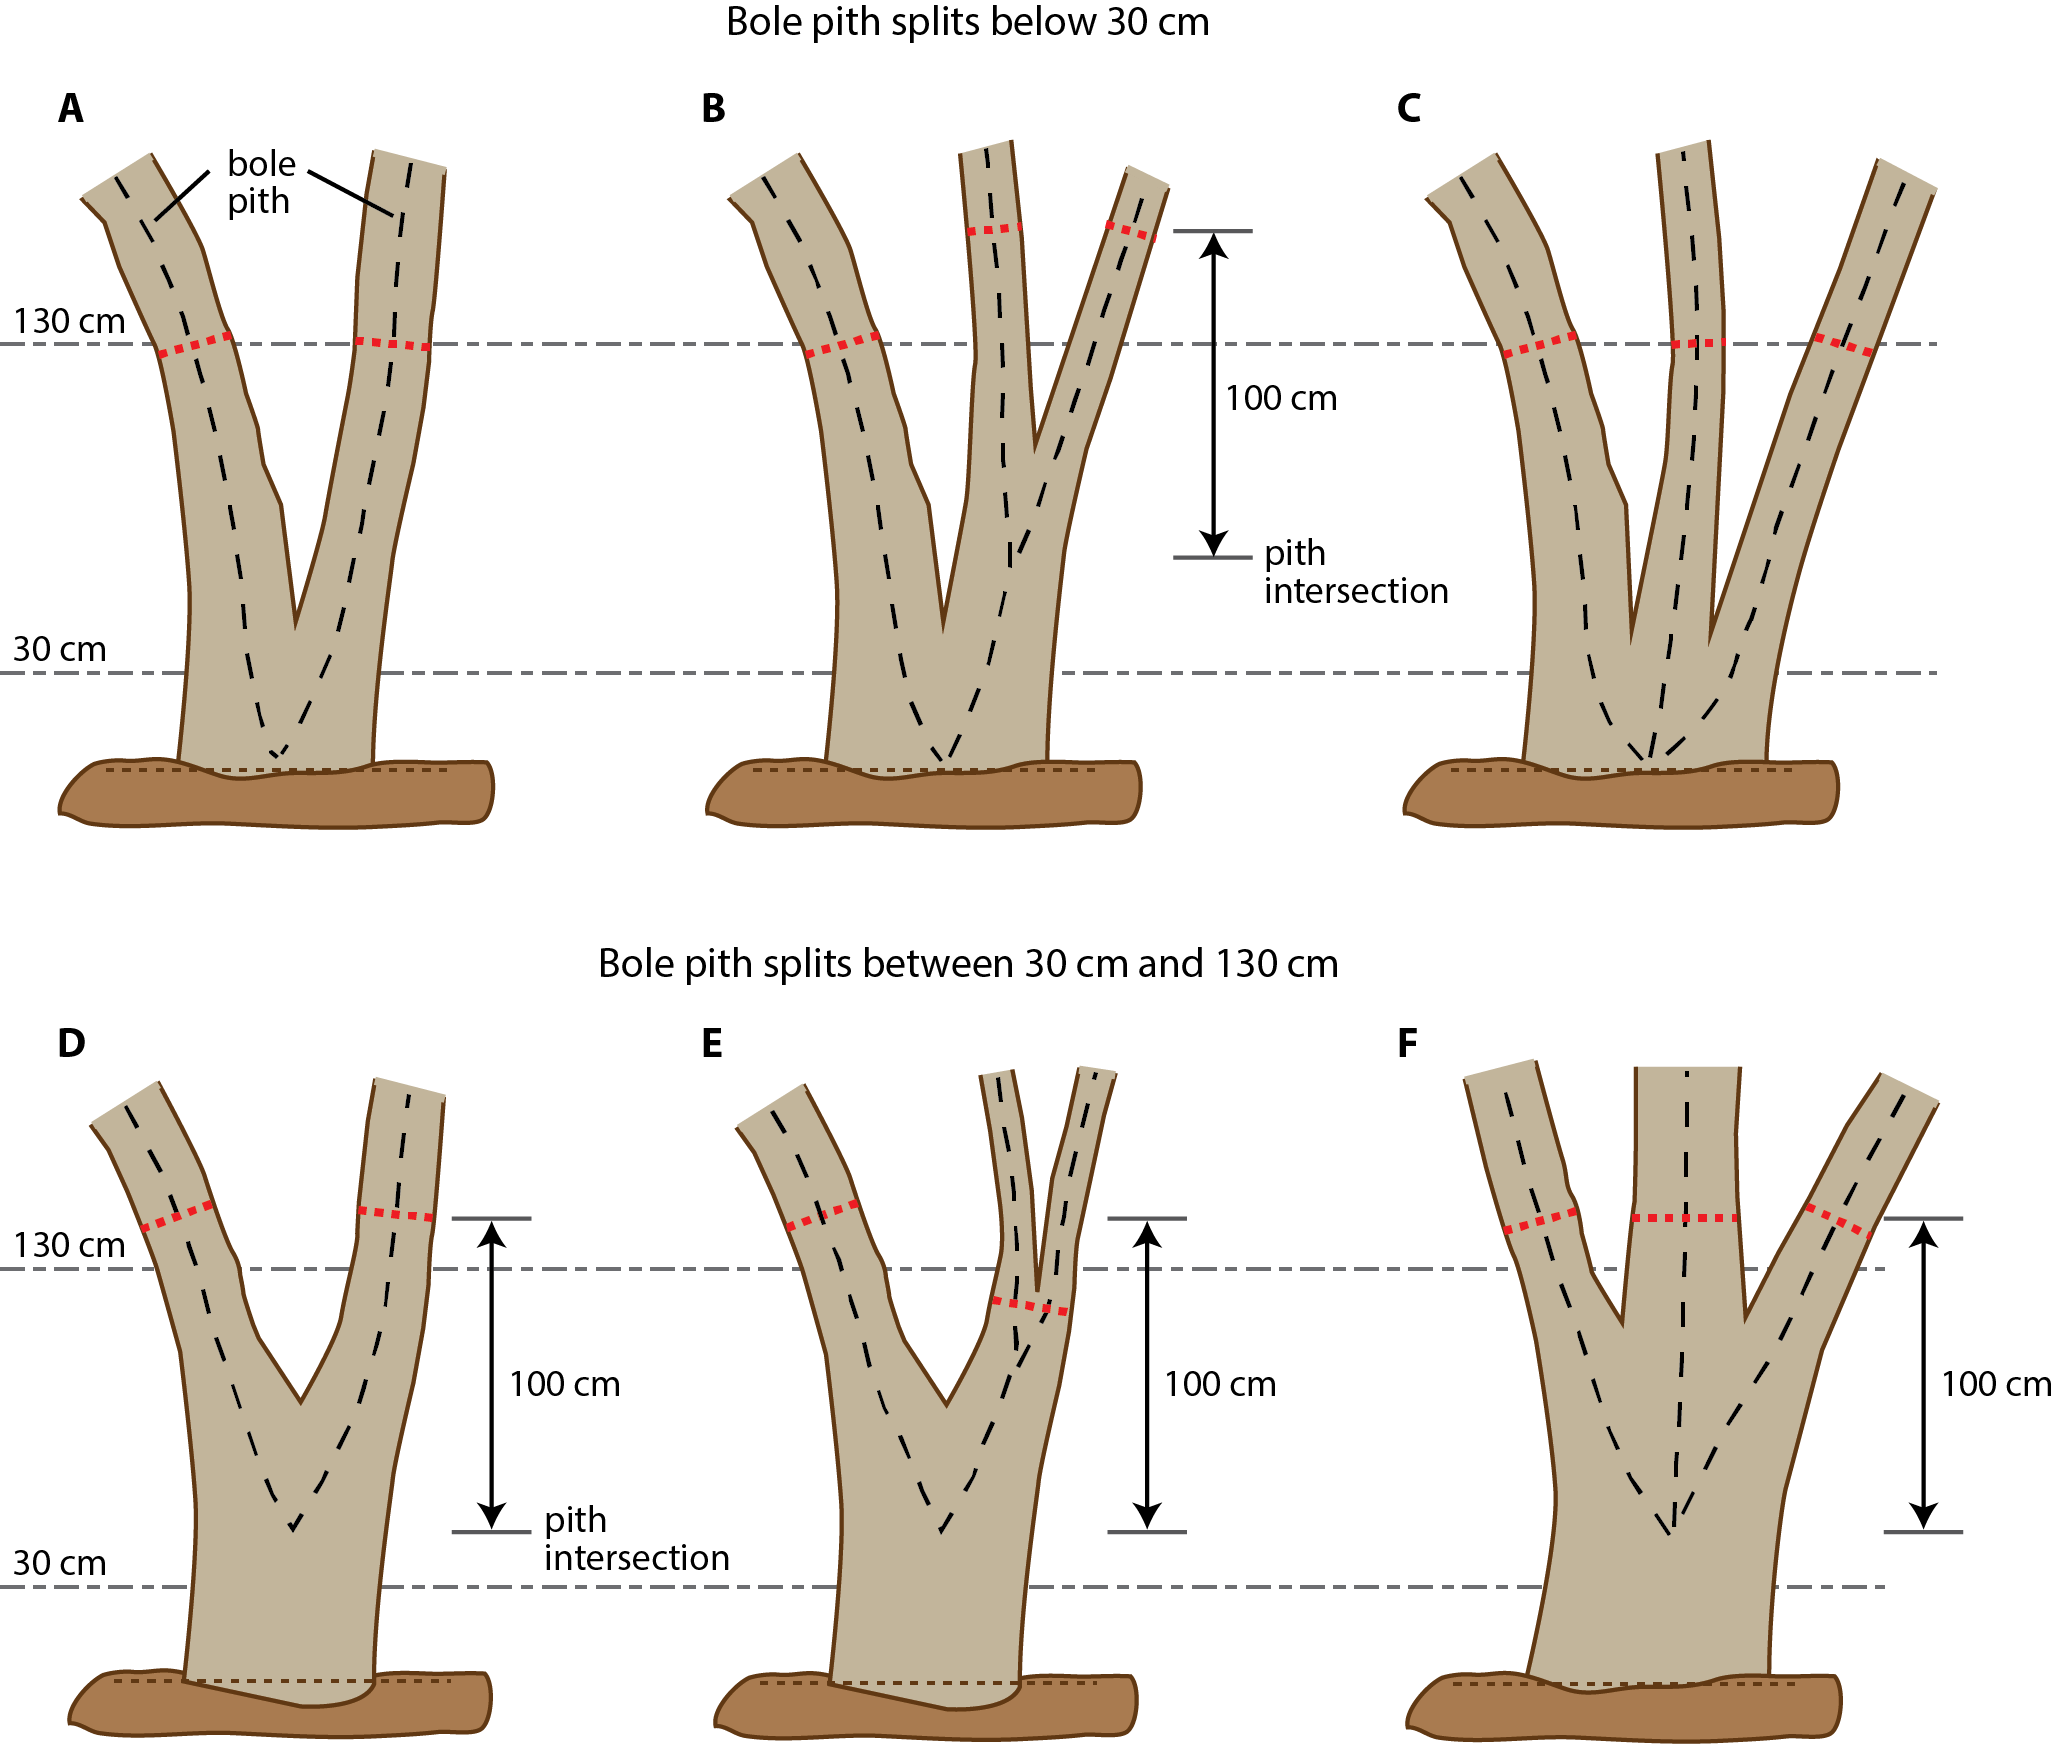 Bole pith splits below 30 cm
A
B
C
bole
pith
130 cm
100 cm
pith
intersection
30 cm
Bole pith splits between 30 cm and 130 cm
D
E
F
130 cm
100 cm
100 cm
100 cm
pith
intersection
30 cm